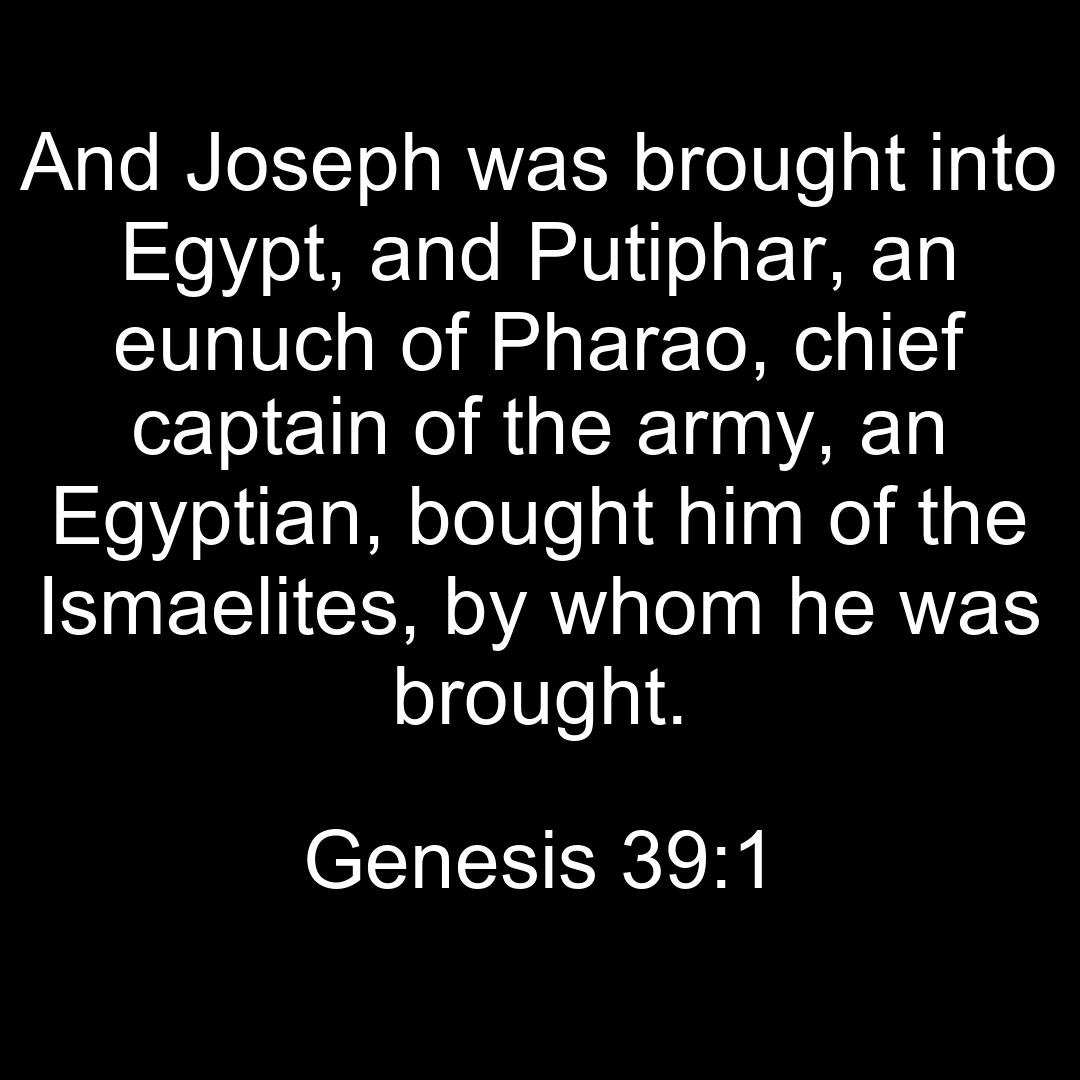 And Joseph was brought into
Egypt, and Putiphar, an
eunuch of Pharao, chief
captain of the army, an
Egyptian, bought him of the
Ismaelites, by whom he was
brought.
Genesis 39:1